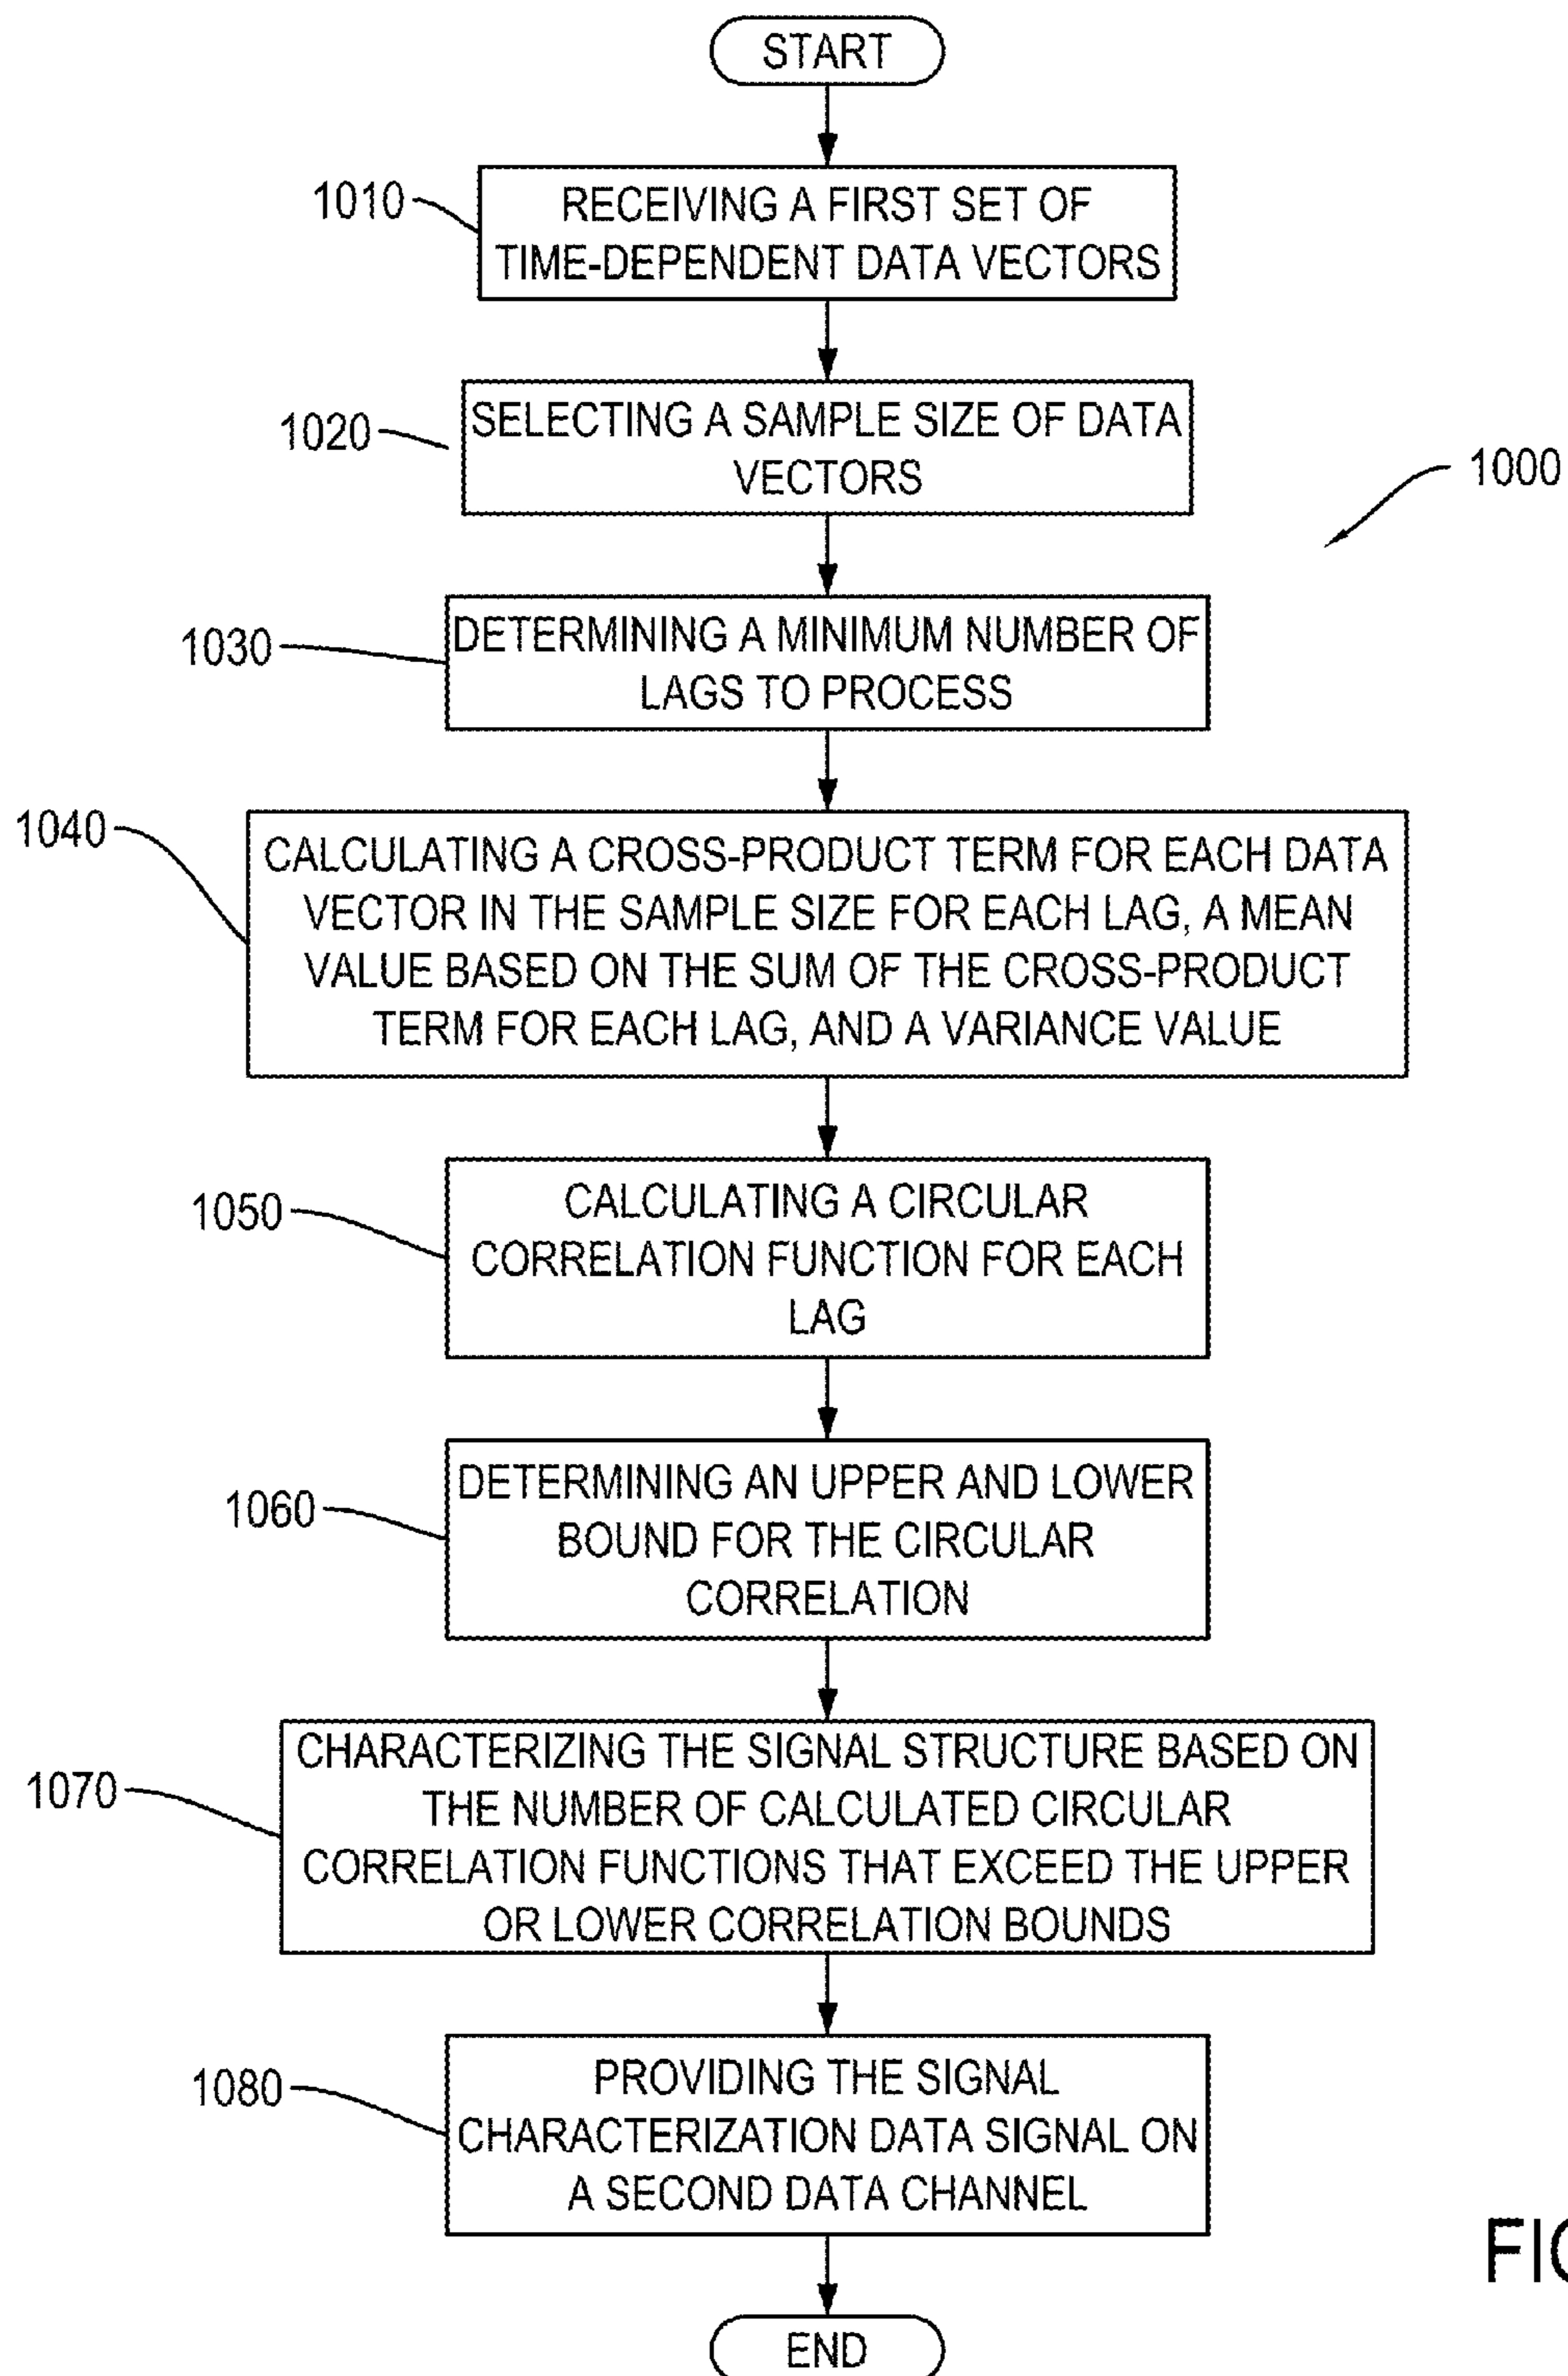 START
1010
RECEIVING A FIRST SET OF
TIME-DEPENDENT DATA VECTORS
1020
SELECTING A SAMPLE SIZE OF DATA
VECTORS
1000
1030
DETERMINING A MINIMUM NUMBER OF
LAGS TO PROCESS
1040
CALCULATING A CROSS-PRODUCT TERM FOR EACH DATA
VECTOR IN THE SAMPLE SIZE FOR EACH LAG, A MEAN
VALUE BASED ON THE SUM OF THE CROSS-PRODUCT
TERM FOR EACH LAG, AND A VARIANCE VALUE
1050
CALCULATING A CIRCULAR
CORRELATION FUNCTION FOR EACH
LAG
1060
DETERMINING AN UPPER AND LOWER
BOUND FOR THE CIRCULAR
CORRELATION
1070
CHARACTERIZING THE SIGNAL STRUCTURE BASED ON
THE NUMBER OF CALCULATED CIRCULAR
CORRELATION FUNCTIONS THAT EXCEED THE UPPER
OR LOWER CORRELATION BOUNDS
1080
PROVIDING THE SIGNAL
CHARACTERIZATION DATA SIGNAL ON
A SECOND DATA CHANNEL
END